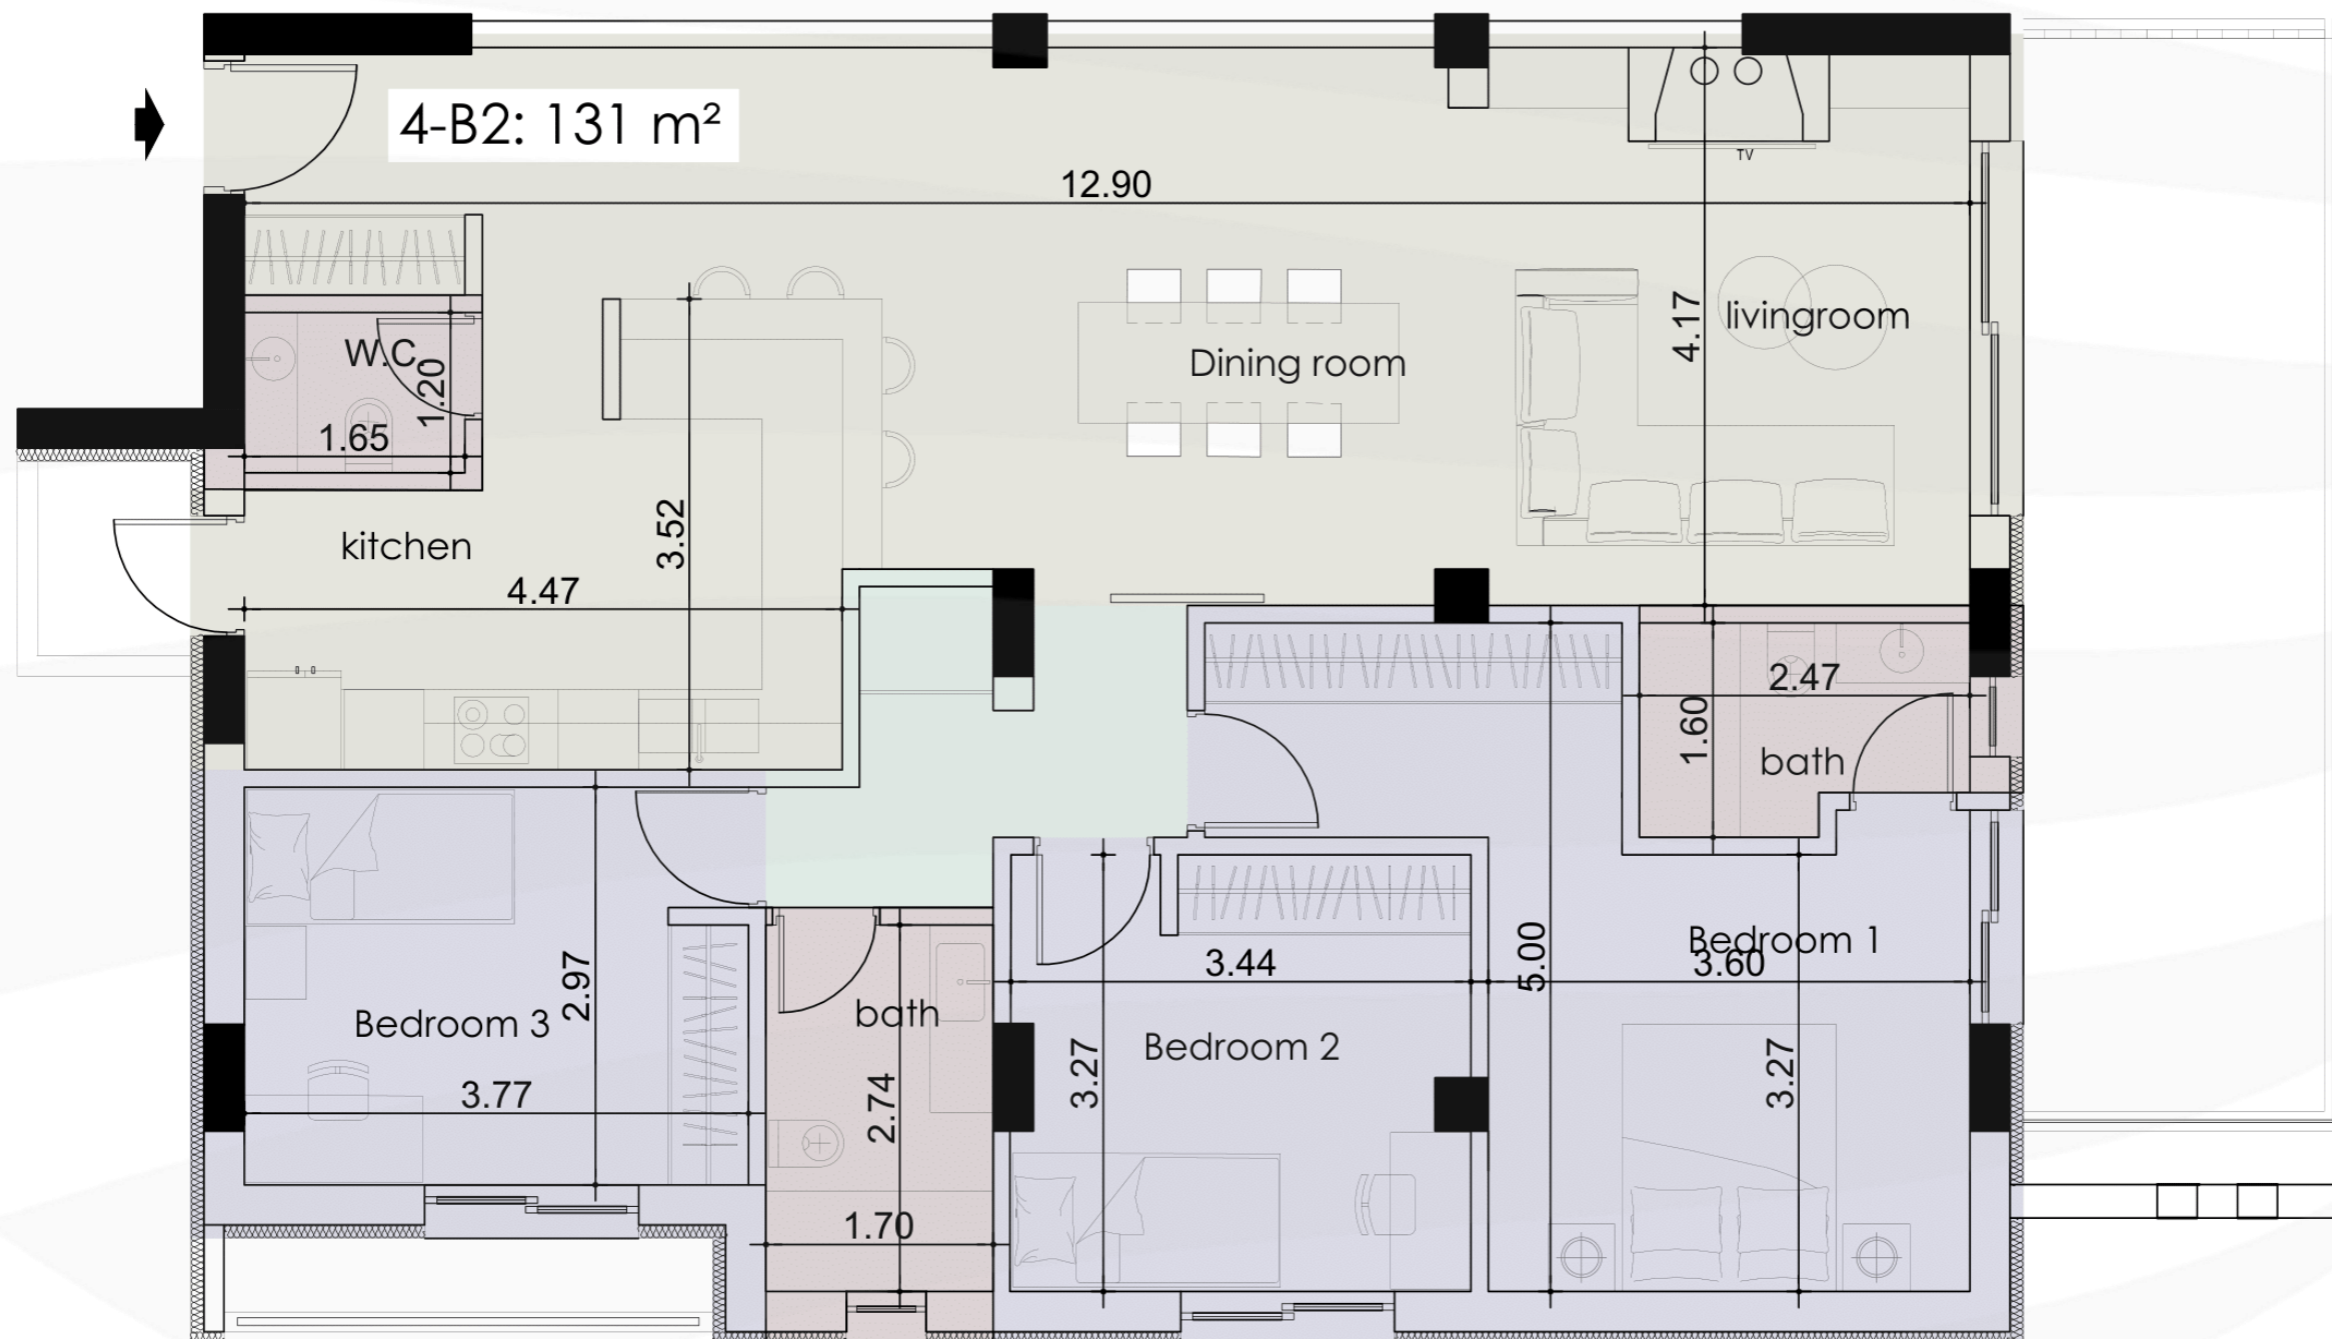 4-B2: 131 m²
TV
12.90
livingroom
4.17
W.C.
Dining room
1.20
1.65
3.52
kitchen
4.47
2.47
1.60
bath
Bedroom 1
3.60
5.00
3.44
2.97
bath
Bedroom 3
Bedroom 2
3.27
3.27
3.77
2.74
1.70